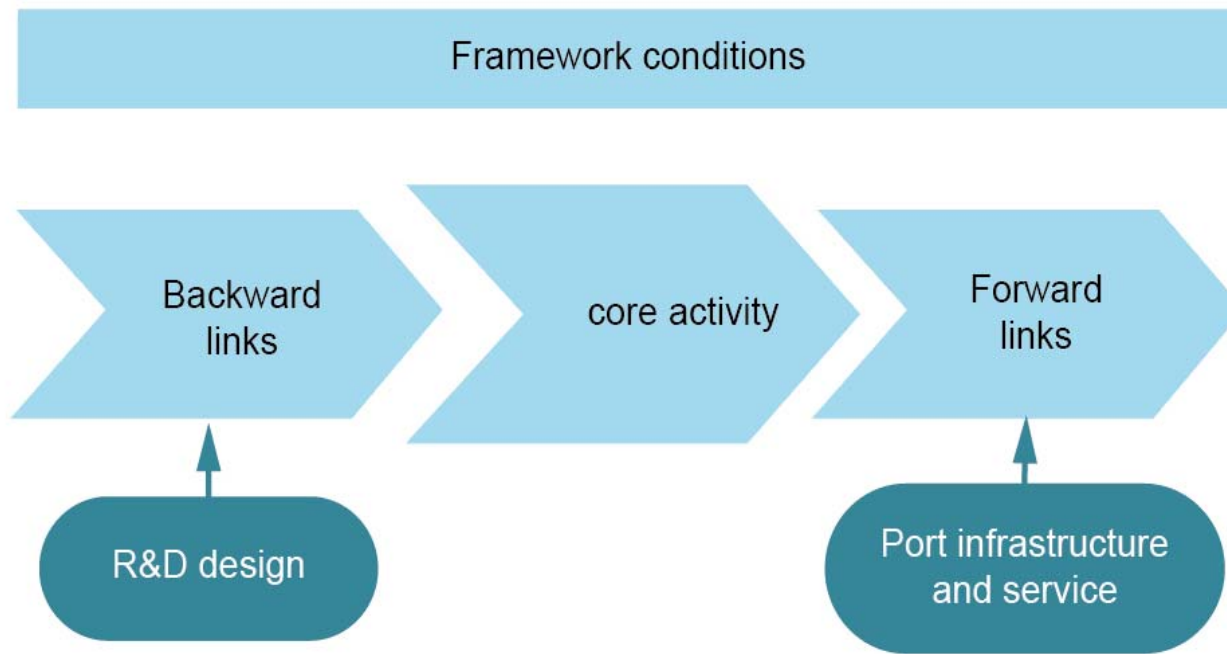 Framework conditions
Backward
links
core activity
Forward
links
R&D design
Port infrastructure
and service